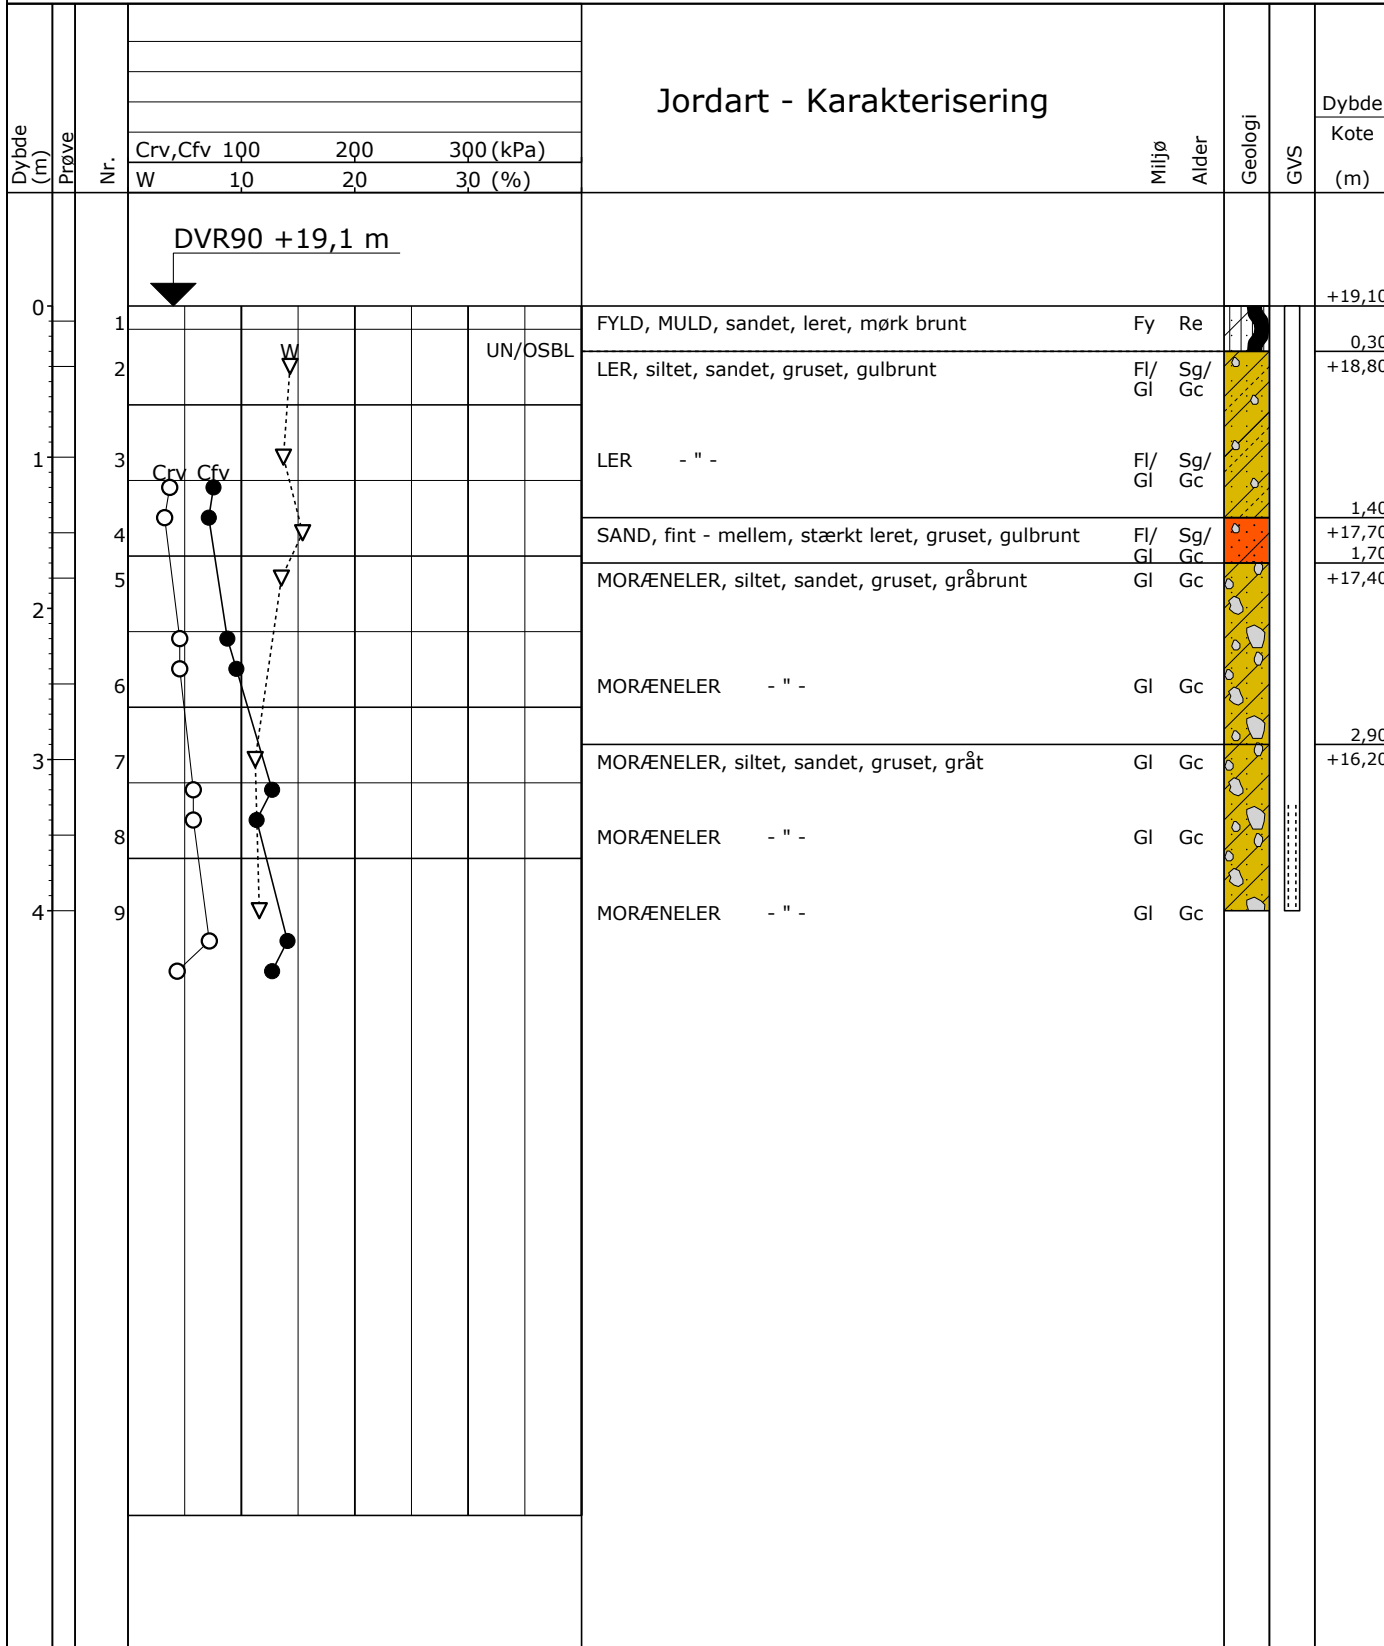 Jordart - Karakterisering
Dybde (m)
Prøve
Nr.
Crv,Cfv 100 200 300 (kPa)
W 10 20 30 (%)
Miljø
Alder
Geologi
GVS
Dybde
Kote
(m)
DVR90 +19,1 m
0 +19,10
1 FYLD, MULD, sandet, leret, mørk brunt Fy Re
0,30
W UN/OSBL
2 LER, siltet, sandet, gruset, gulbrunt Fl/ Sg/ +18,80
Gl Gc
1 3 LER - " - Fl/ Sg/
Crv Cfv Gl Gc
1,40
4 SAND, fint - mellem, stærkt leret, gruset, gulbrunt Fl/ Sg/ +17,70
Gl Gc 1,70
5 MORÆNELER, siltet, sandet, gruset, gråbrunt Gl Gc +17,40
2
6 MORÆNELER - " - Gl Gc
2,90
3 7 MORÆNELER, siltet, sandet, gruset, gråt Gl Gc +16,20
8 MORÆNELER - " - Gl Gc
4 9 MORÆNELER - " - Gl Gc